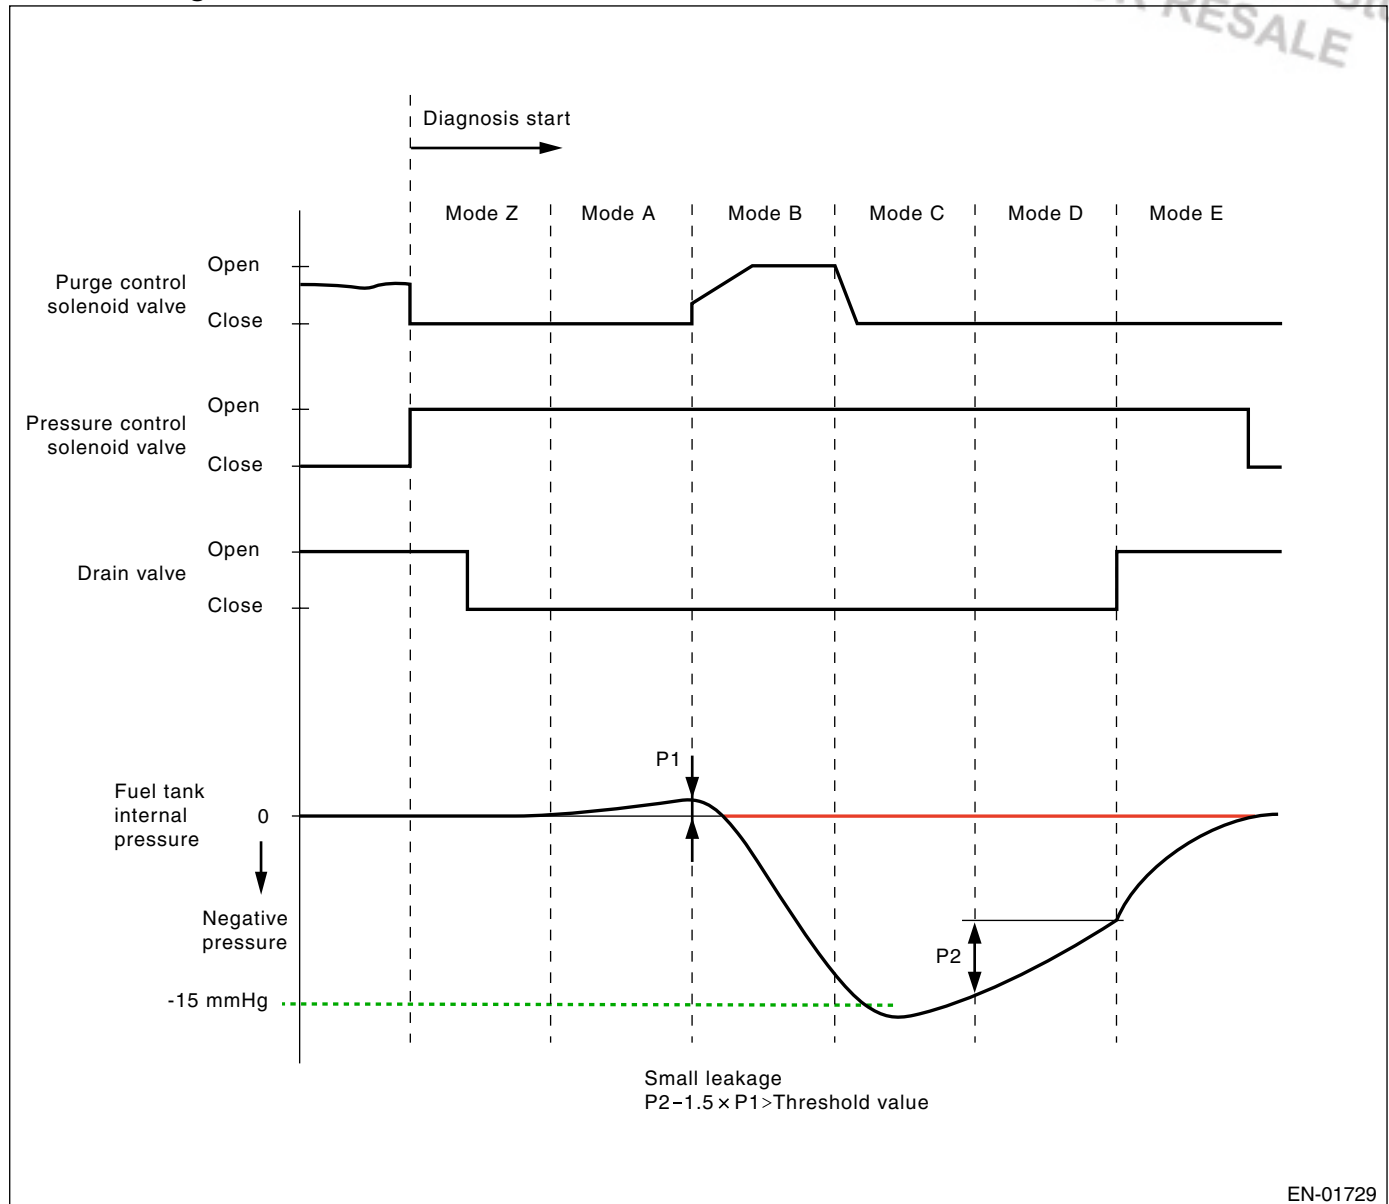 OR RESALE
Diagnosis start
Mode Z
Mode A
Mode B
Mode C
Mode D
Mode E
Purge control
solenoid valve
Open
Close
Pressure control
solenoid valve
Open
Close
Drain valve
Open
Close
P1
Fuel tank
internal
pressure
0
Negative
pressure
P2
-15 mmHg
Small leakage
P2−1.5×P1>Threshold value
EN-01729